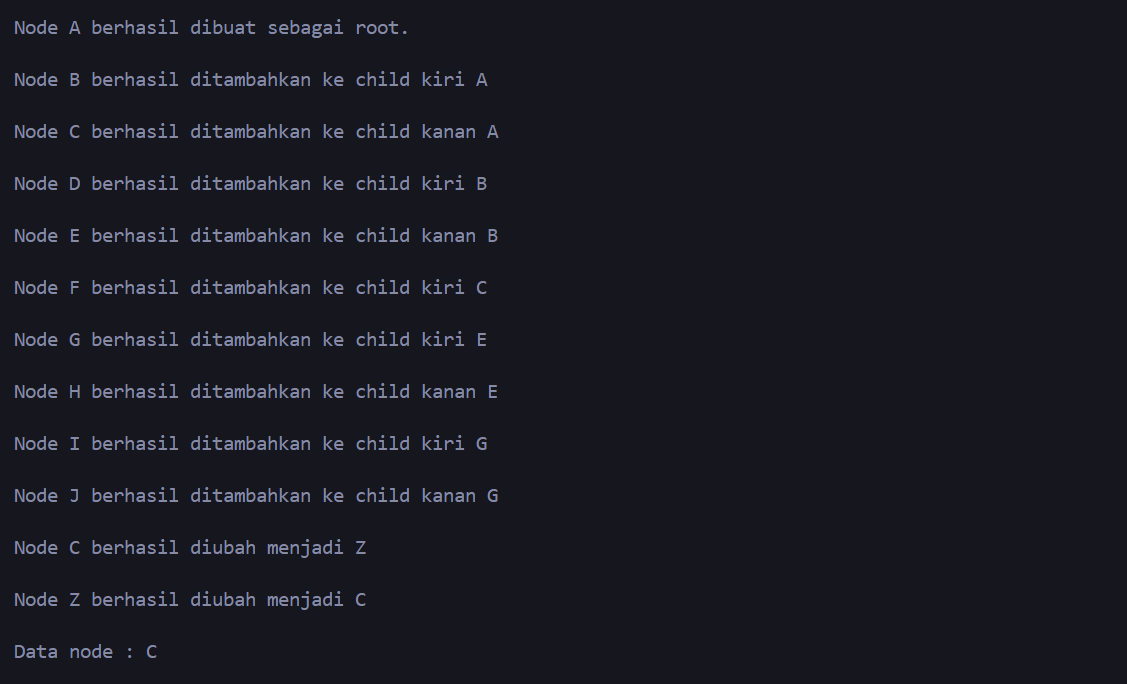 Node A berhasil dibuat sebagai root.
Node B berhasil ditambahkan ke child kiri A
Node C berhasil ditambahkan ke child kanan A
Node D berhasil ditambahkan ke child kiri B
Node E berhasil ditambahkan ke child kanan B
Node F berhasil ditambahkan ke child kiri C
Node G berhasil ditambahkan ke child kiri E
Node H berhasil ditambahkan ke child kanan E
Node I berhasil ditambahkan ke child kiri G
Node J berhasil ditambahkan ke child kanan G
Node C berhasil diubah menjadi Z
Node Z berhasil diubah menjadi C
Data node : C